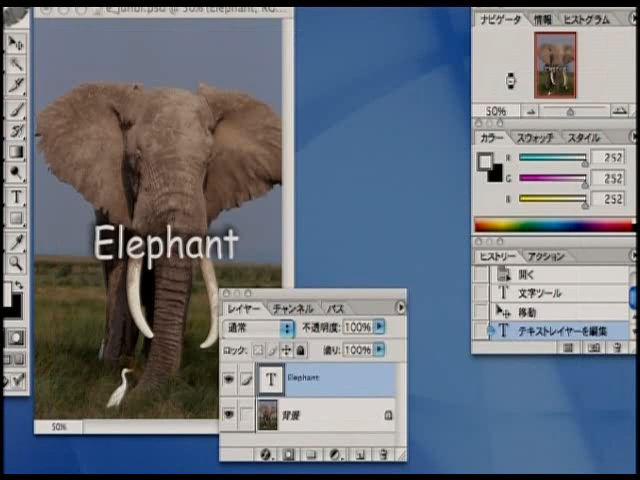 50% (Elephant, RG
Elephant
50%
ナビゲータ 情報 ヒストグラム
50%
カラー スウォッチ スタイル
R 252
G 252
B 252
ヒストリー アクション
開く
文字ツール
移動
テキストレイヤーを編集
レイヤー チャンネル パス
通常 不透明度: 100%
ロック: 塗り: 100%
Elephant
背景